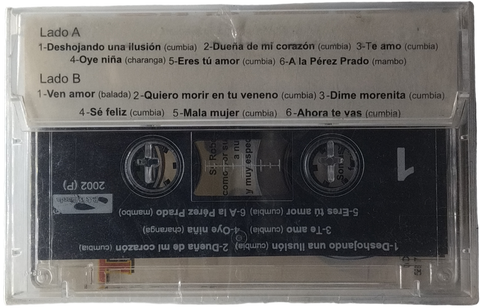 Lado A
1-Deshojando una ilusión (cumbia) 2-Dueña de mi corazón (cumbia) 3-Te amo (cumbia)
4-Oye niña (charanga) 5-Eres tú amor (cumbia) 6-A la Pérez Prado (mambo)
Lado B
1-Ven amor (balada) 2-Quiero morir en tu veneno (cumbia) 3-Dime morenita (cumbia)
4-Sé feliz (cumbia) 5-Mala mujer (cumbia) 6-Ahora te vas (cumbia)
1
2002 (P)
y muy espec
1-Deshojando una ilusión (cumbia) 2-Dueña de mi corazón (cumbia)
3-Te amo (cumbia) 4-Oye niña (charanga)
5-Eres tú amor (cumbia) 6-A la Pérez Prado (mambo)